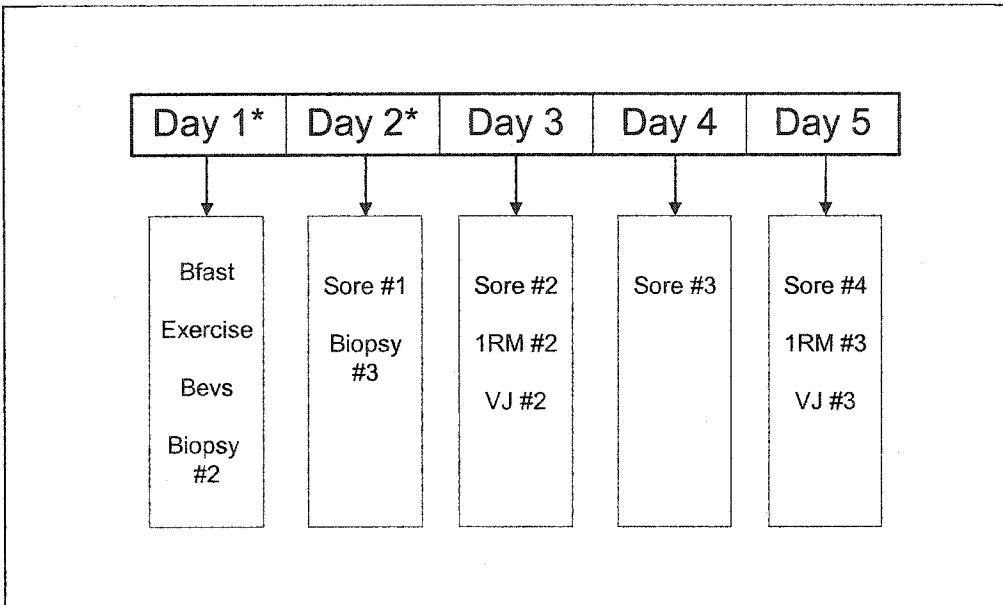 Day 1*
Day 2*
Day 3
Day 4
Day 5
Bfast
Exercise
Bevs
Biopsy
#2
Sore #1
Biopsy
#3
Sore #2
1RM #2
VJ #2
Sore #3
Sore #4
1RM #3
VJ #3